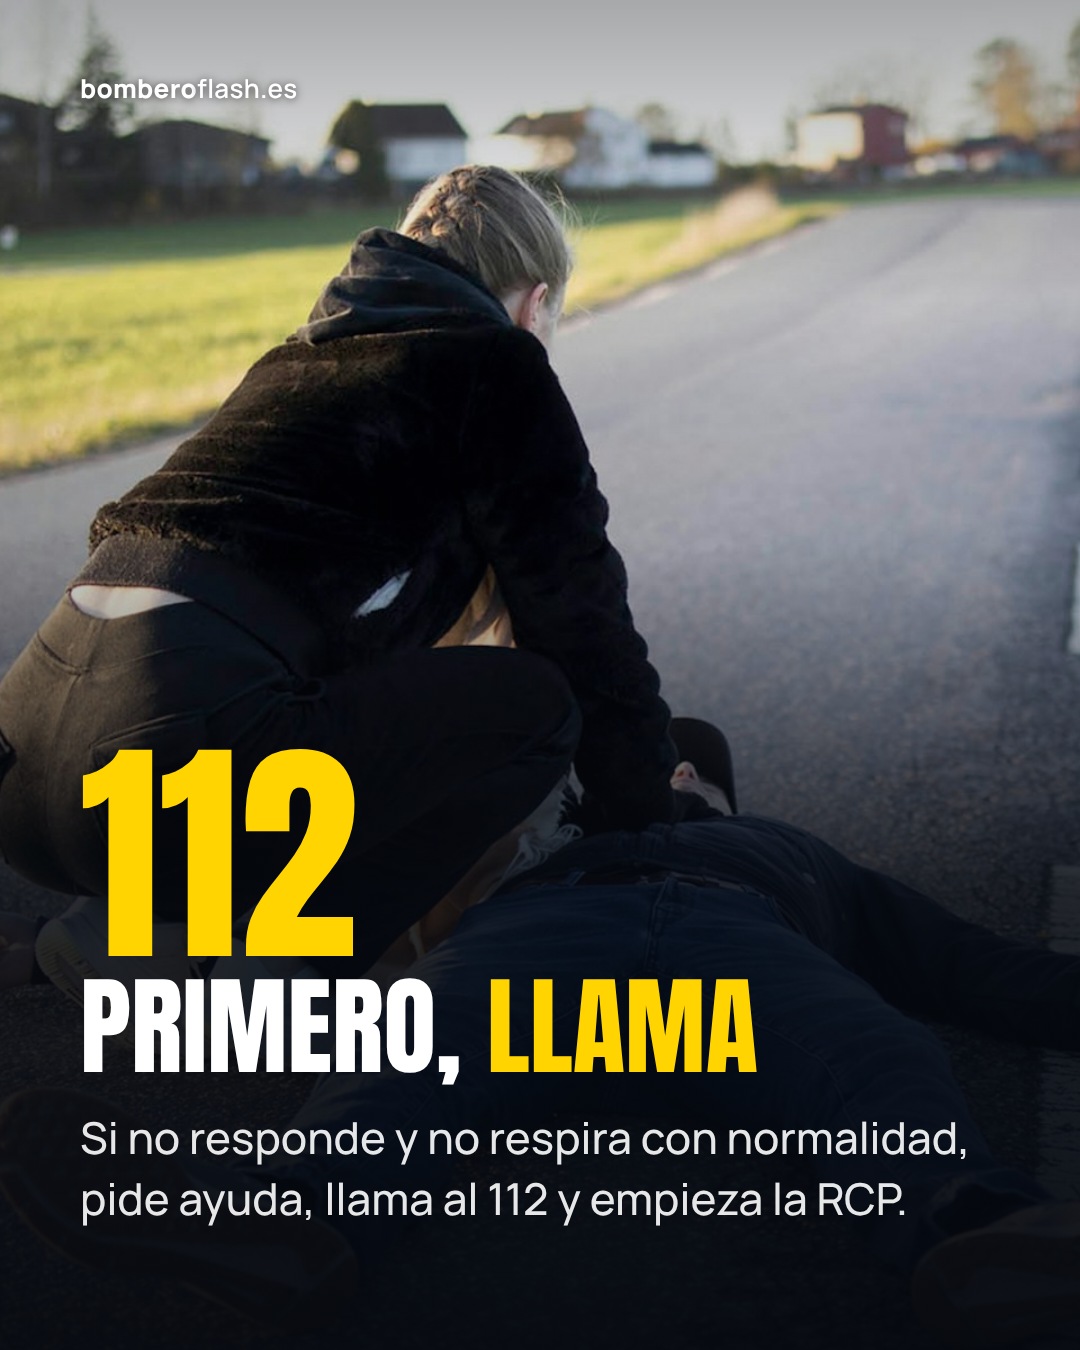 bomberoflash.es
112
PRIMERO, LLAMA
Si no responde y no respira con normalidad,
pide ayuda, llama al 112 y empieza la RCP.